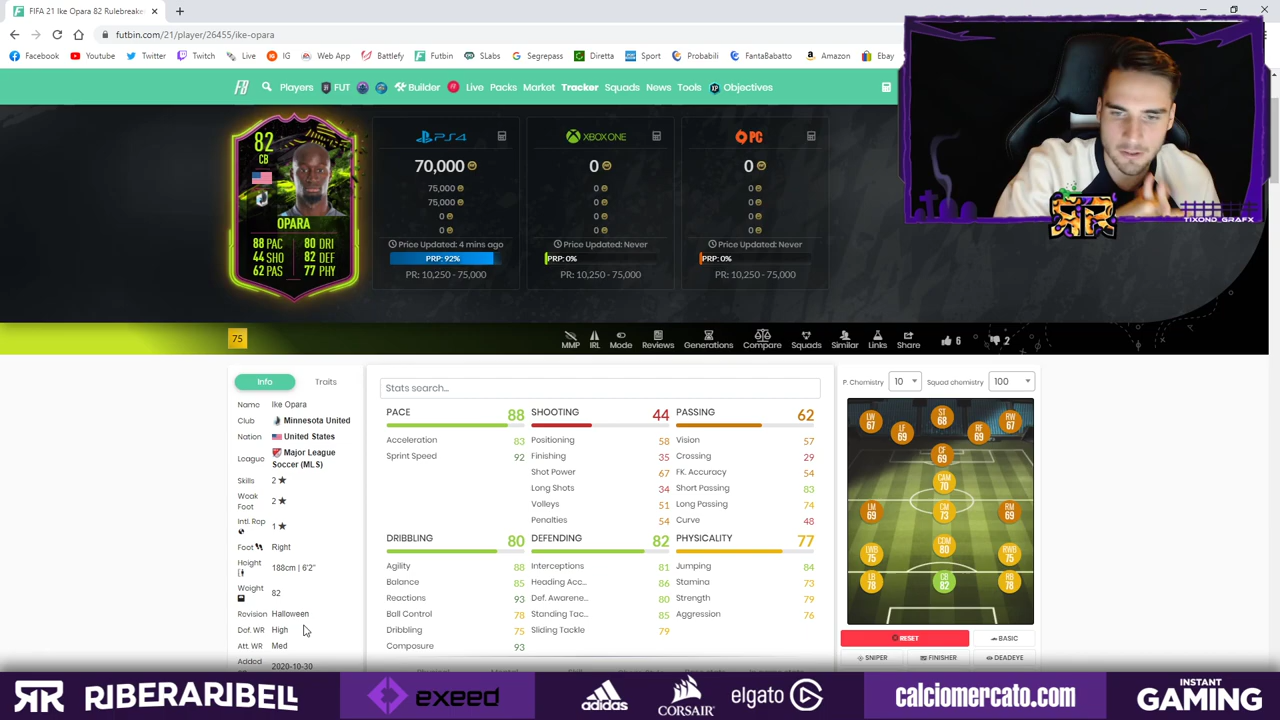 FIFA 21 Ike Opara 82 Rulebreake
futbin.com/21/player/26455/ike-opara
Facebook Youtube Twitter Twitch Live IG Web App Battlefy Futbin SLabs Segrepass Diretta Sport Probabili FantaBabatto Amazon Ebay
Players FUT Builder Live Packs Market Tracker Squads News Tools Objectives
82
CB
OPARA
88 PAC 82 DRI
44 SHO 82 DEF
62 PAS 77 PHY
PS4
70,000
75,000
75,000
0
0
Price Updated: 4 mins ago
PRP: 92%
PR: 10,250 - 75,000
XBOX ONE
0
0
0
0
0
Price Updated: Never
PRP: 0%
PR: 10,250 - 75,000
PC
0
0
0
0
0
Price Updated: Never
PRP: 0%
PR: 10,250 - 75,000
RR
TIXOND_GRAFX
75
MMP IRL Mode Reviews Generations Compare Squads Similar Links Share 6 2
Info Traits
Name Ike Opara
Club Minnesota United
Nation United States
League Major League Soccer (MLS)
Skills 2
Weak Foot 2
Intl. Rep 1
Foot Right
Height 188cm | 6'2"
Weight 82
Revision Halloween
Def. WR High
Att. WR Med
Added 2020-10-30
Stats search...
PACE 88
Acceleration 83
Sprint Speed 92
SHOOTING 44
Positioning 58
Finishing 35
Shot Power 67
Long Shots 34
Volleys 51
Penalties 54
PASSING 62
Vision 57
Crossing 29
FK. Accuracy 54
Short Passing 83
Long Passing 74
Curve 48
DRIBBLING 80
Agility 88
Balance 85
Reactions 93
Ball Control 78
Dribbling 75
Composure 93
DEFENDING 82
Interceptions 81
Heading Acc... 86
Def. Awarene... 80
Standing Tac... 85
Sliding Tackle 79
PHYSICALITY 77
Jumping 84
Stamina 73
Strength 79
Aggression 76
P. Chemistry 10 Squad chemistry 100
LW 67
ST 68
RW 67
LF 69
RF 69
CF 69
CAM 70
LM 69
CM 73
RM 69
CDM 80
LWB 75
RWB 75
LB 78
CB 82
RB 78
RESET BASIC
SNIPER FINISHER DEADEYE
RR RIBERARIBELL exeed adidas CORSAIR elgato calciomercato.com INSTANT GAMING